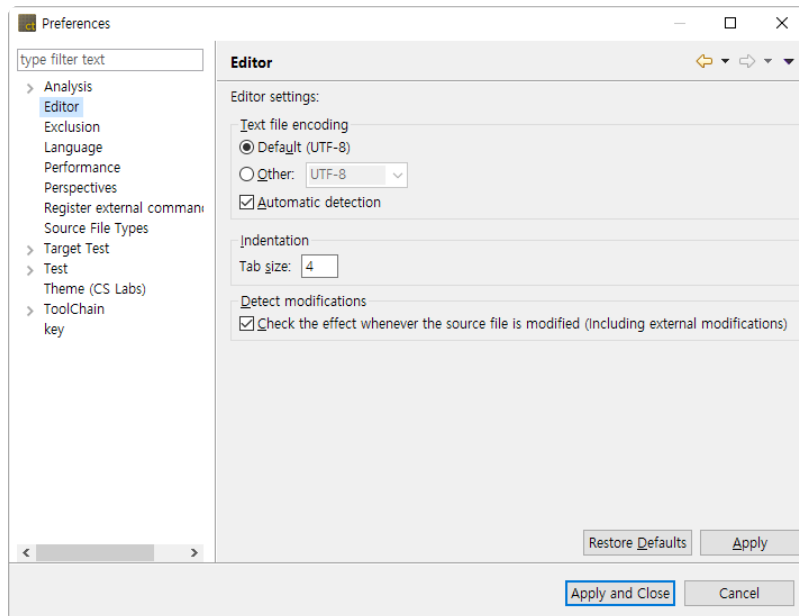 ct Preferences
type filter text
Analysis
Editor
Exclusion
Language
Performance
Perspectives
Register external comman
Source File Types
Target Test
Test
Theme (CS Labs)
ToolChain
key
Editor
Editor settings:
Text file encoding
Default (UTF-8)
Other: UTF-8
Automatic detection
Indentation
Tab size: 4
Detect modifications
Check the effect whenever the source file is modified (Including external modifications)
Restore Defaults Apply
Apply and Close Cancel